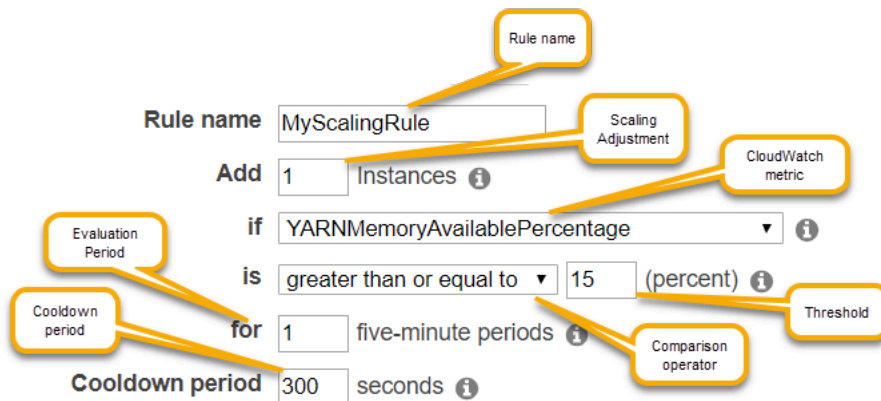 Rule name
Rule name MyScalingRule
Scaling
Adjustment
Add 1 Instances
CloudWatch
metric
if YARNMemoryAvailablePercentage
Evaluation
Period
is greater than or equal to 15 (percent)
Cooldown
period
Threshold
for 1 five-minute periods
Comparison
operator
Cooldown period 300 seconds